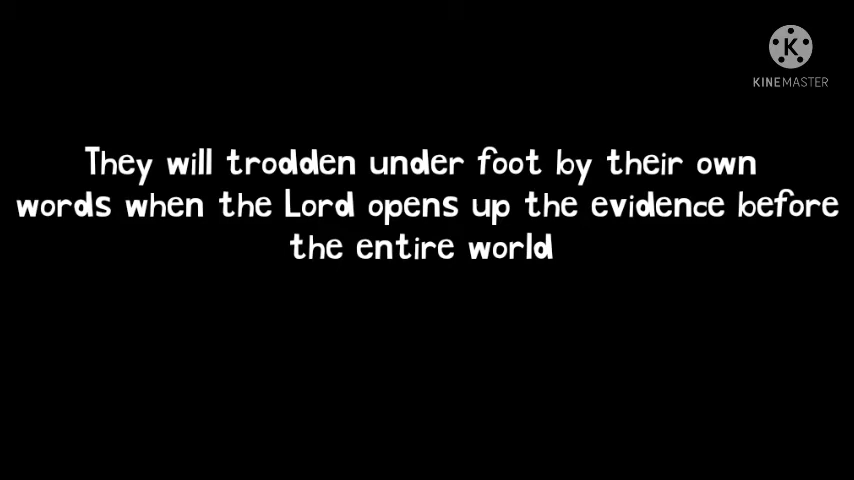 KINEMASTER
They will trodden under foot by their own
words when the Lord opens up the evidence before
the entire world